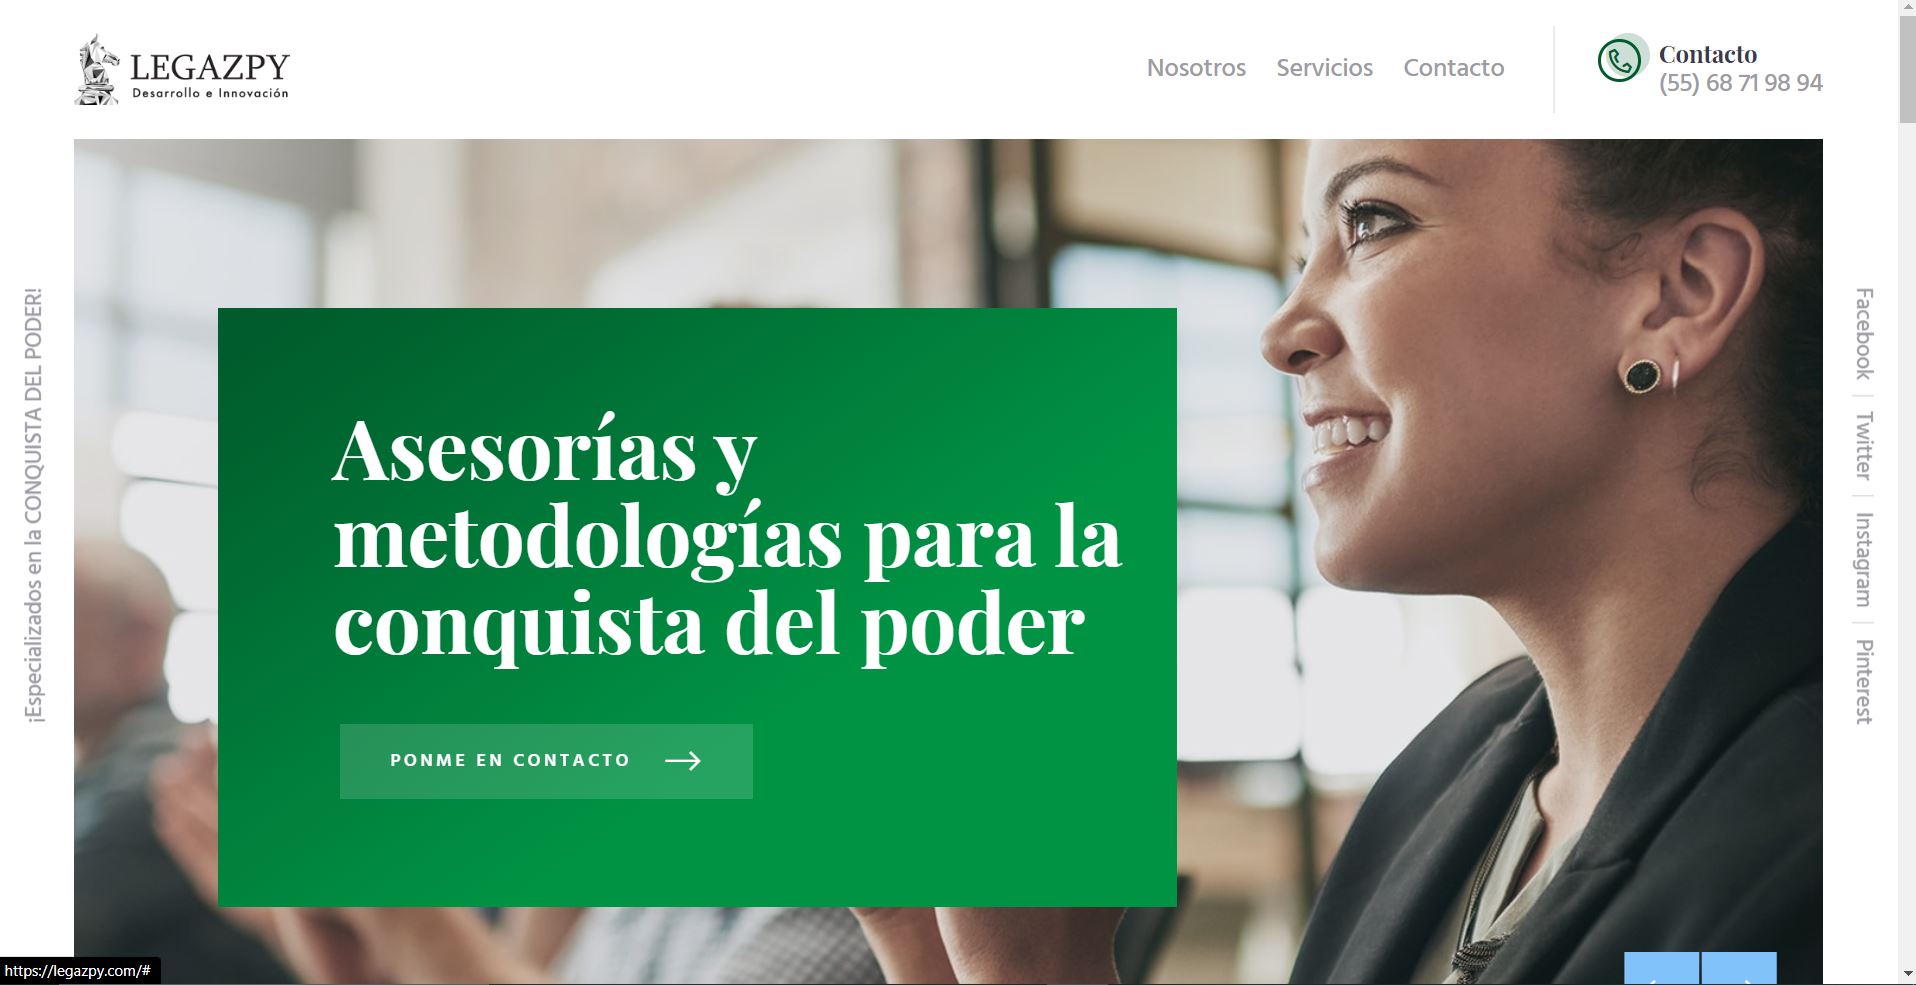 LEGAZPY
Desarrollo e Innovación
Nosotros
Servicios
Contacto
Contacto
(55) 68 71 98 94
¡Especializados en la CONQUISTA DEL PODER!
Asesorías y
metodologías para la
conquista del poder
PONME EN CONTACTO
Facebook
Twitter
Instagram
Pinterest
https://legazpy.com/#